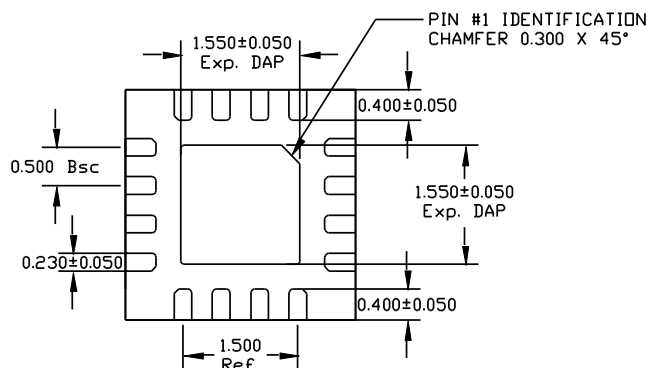 PIN #1 IDENTIFICATION
CHAMFER 0.300 X 45°
1.550±0.050
Exp. DAP
0.400±0.050
0.500 Bsc
1.550±0.050
Exp. DAP
0.230±0.050
0.400±0.050
1.500
Ref